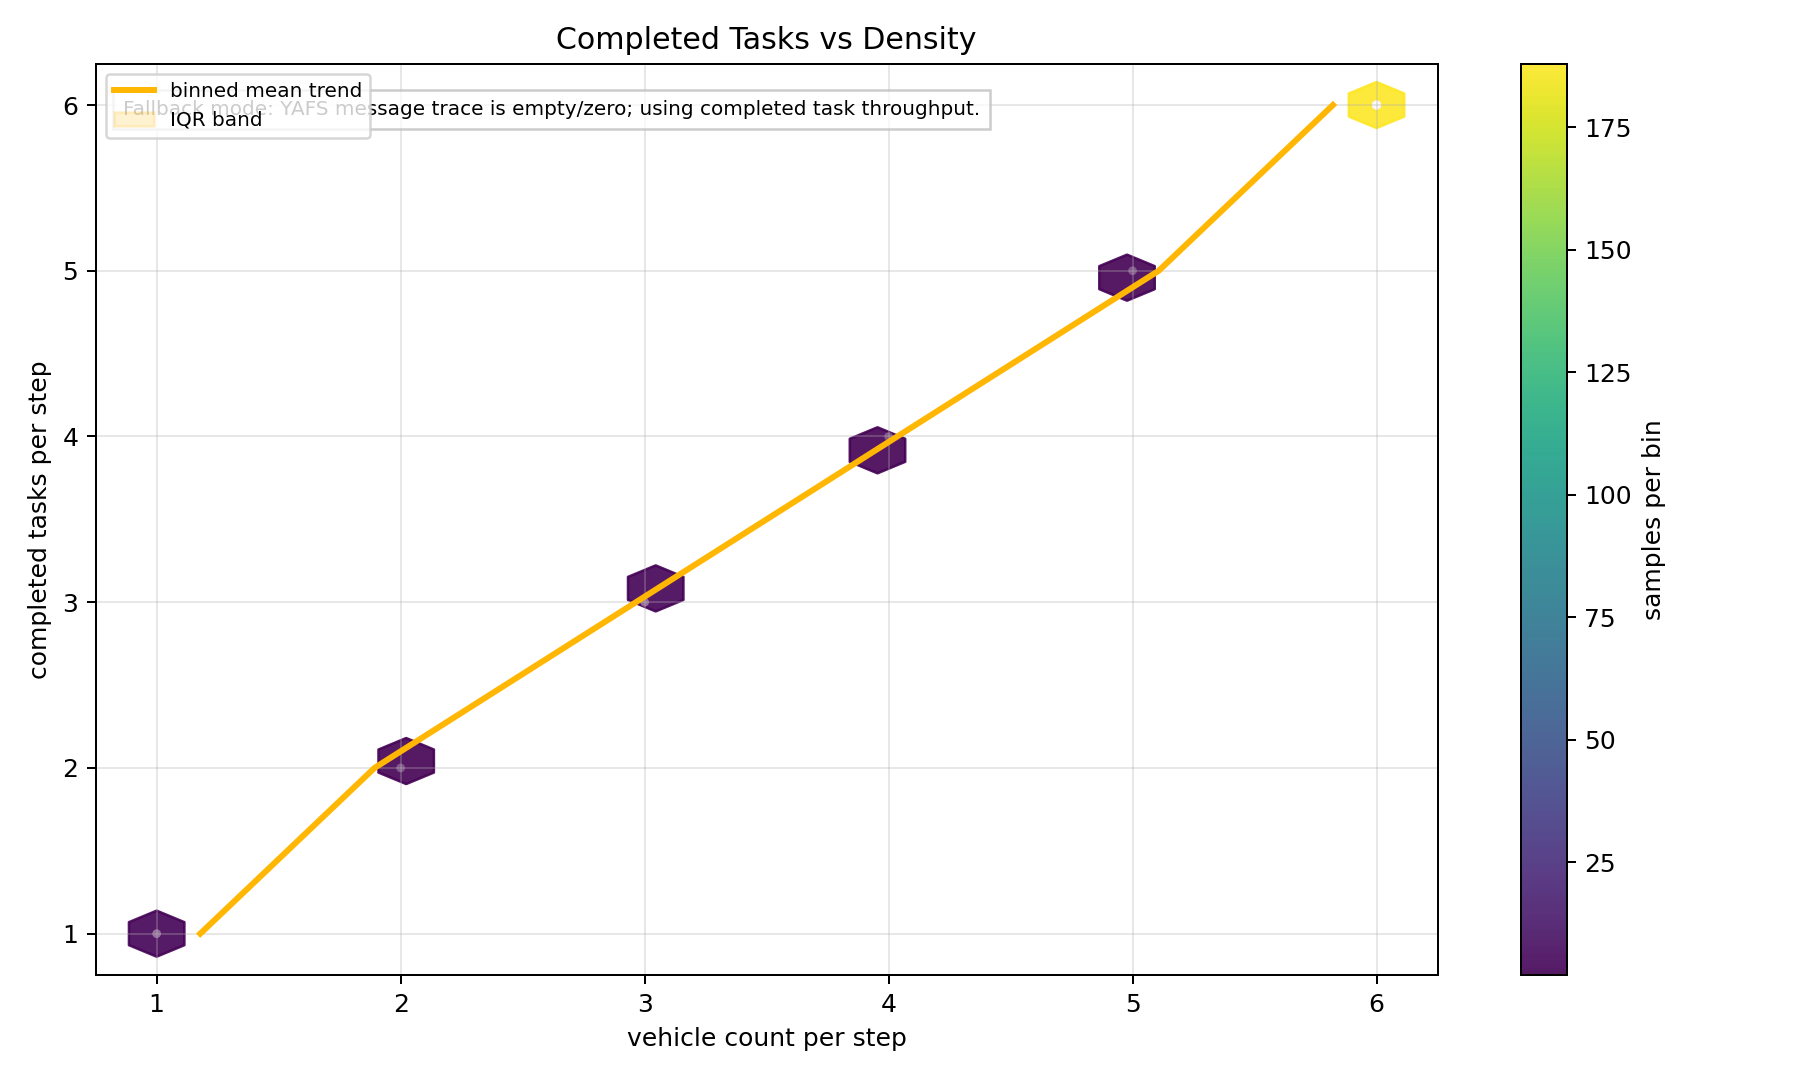 Completed Tasks vs Density
binned mean trend
Fallback mode: YAFS message trace is empty/zero; using completed task throughput.
IQR band
completed tasks per step
6
5
4
3
2
1
1 2 3 4 5 6
vehicle count per step
175
150
125
100
75
50
25
samples per bin